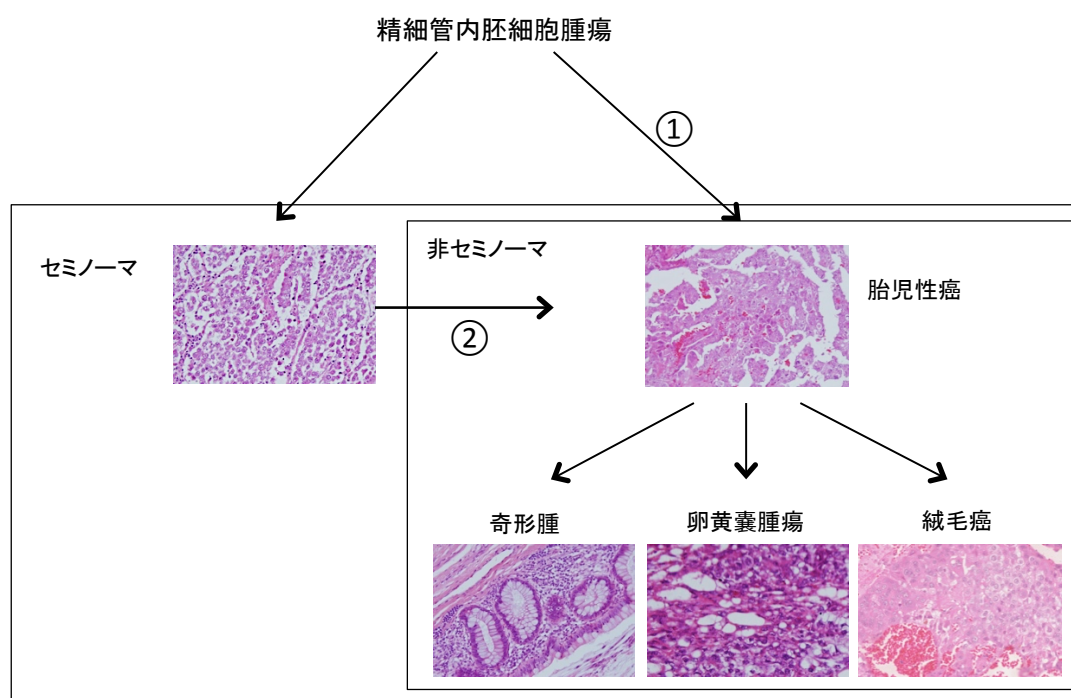 精細管内胚細胞腫瘍
①
セミノーマ
非セミノーマ
胎児性癌
②
奇形腫
卵黄嚢腫瘍
絨毛癌